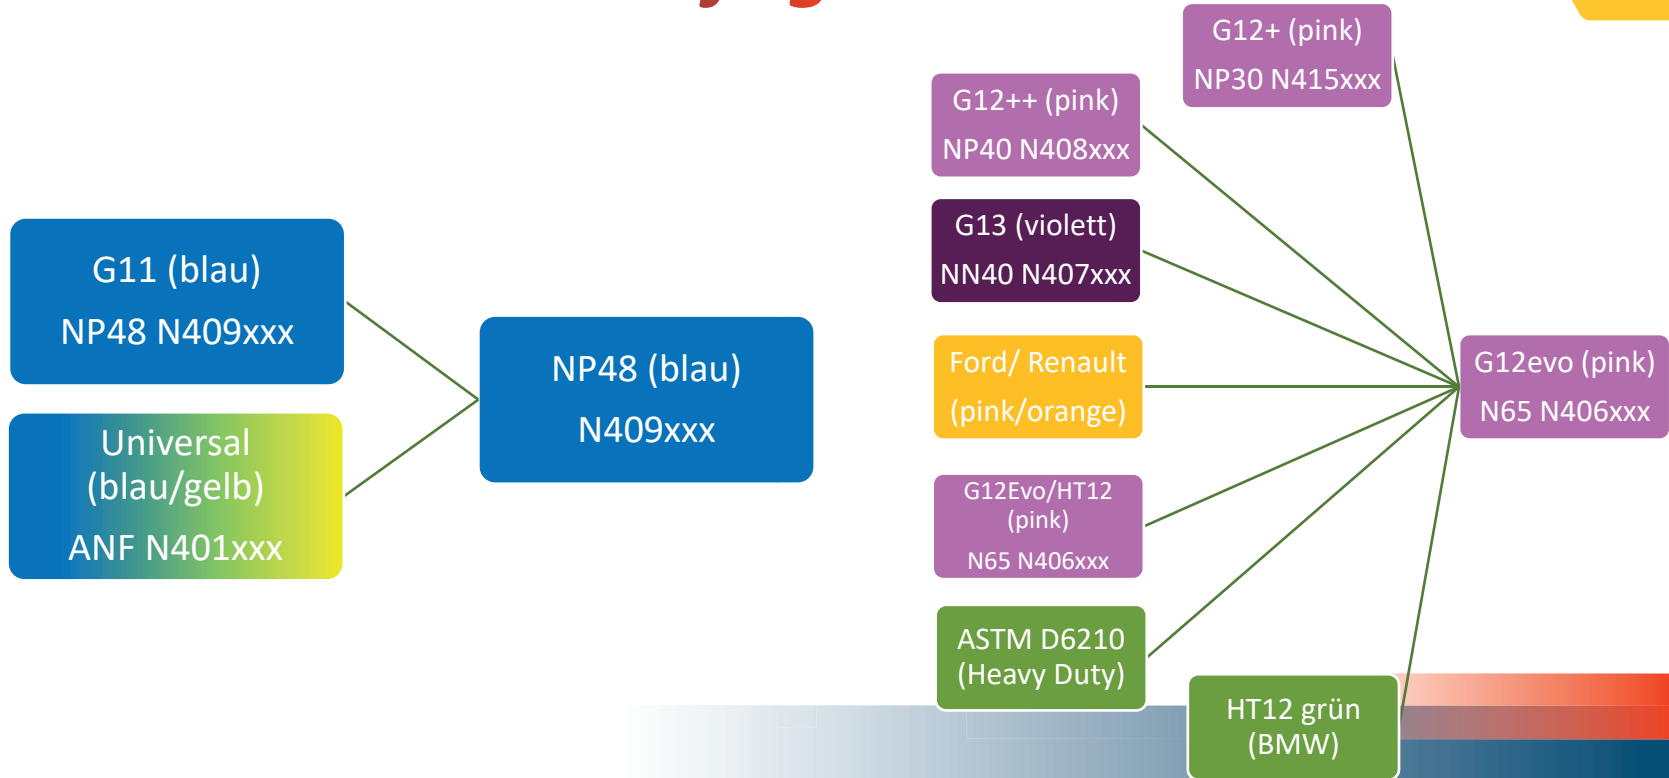 G11 (blau)
NP48 N409xxx
Universal
(blau/gelb)
ANF N401xxx
NP48 (blau)
N409xxx
G12+ (pink)
NP30 N415xxx
G12++ (pink)
NP40 N408xxx
G13 (violett)
NN40 N407xxx
Ford/ Renault
(pink/orange)
G12Evo/HT12
(pink)
N65 N406xxx
ASTM D6210
(Heavy Duty)
HT12 grün
(BMW)
G12evo (pink)
N65 N406xxx